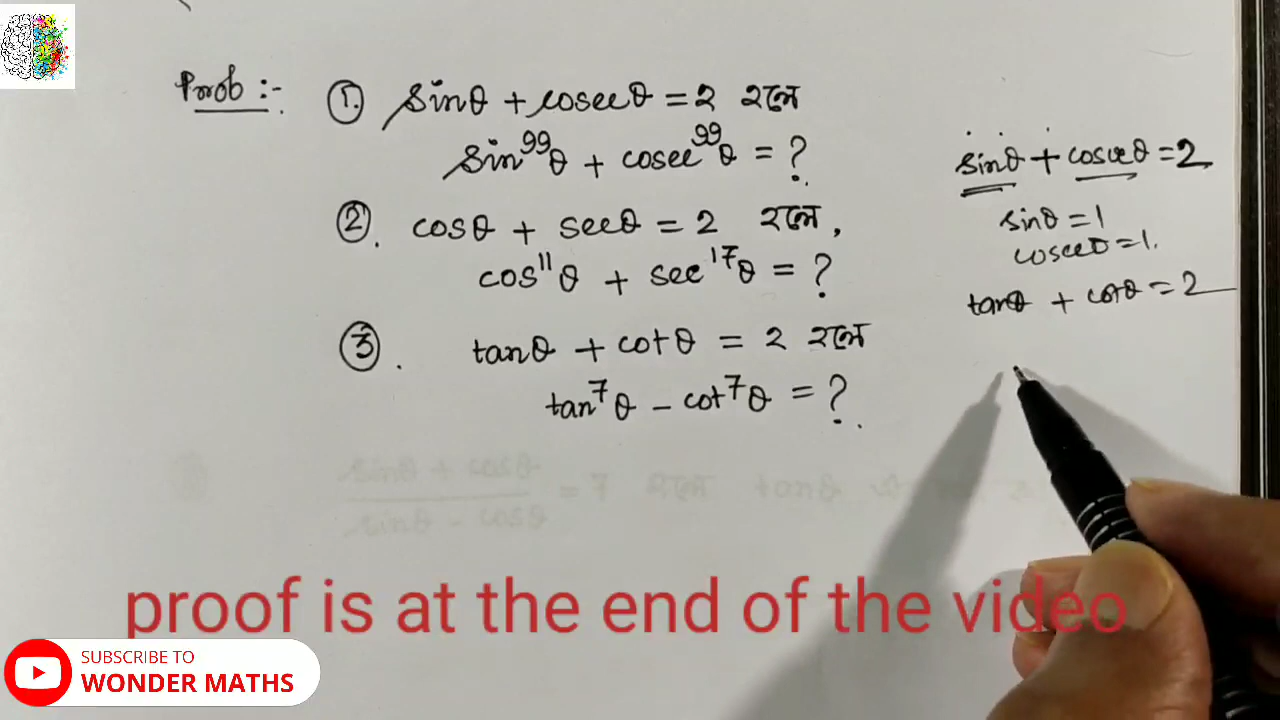 Prob :- ①. sinθ + cosecθ = 2 হলে
sin⁹⁹θ + cosec⁹⁹θ = ?
②. cosθ + secθ = 2 হলে,
cos¹¹θ + sec¹⁷θ = ?
③. tanθ + cotθ = 2 হলে
tan⁷θ - cot⁷θ = ?
sinθ + cosecθ = 2
sinθ = 1
cosecθ = 1.
tanθ + cotθ = 2
proof is at the end of the video
SUBSCRIBE TO
WONDER MATHS